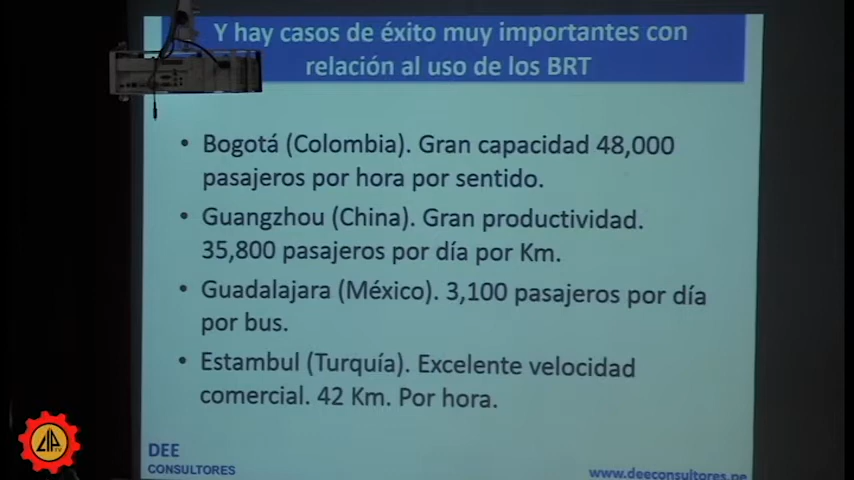 Y hay casos de éxito muy importantes con
relación al uso de los BRT
• Bogotá (Colombia). Gran capacidad 48,000
pasajeros por hora por sentido.
• Guangzhou (China). Gran productividad.
35,800 pasajeros por día por Km.
• Guadalajara (México). 3,100 pasajeros por día
por bus.
• Estambul (Turquía). Excelente velocidad
comercial. 42 Km. Por hora.
DEE
CONSULTORES
www.deeconsultores.pe
CIP
TV